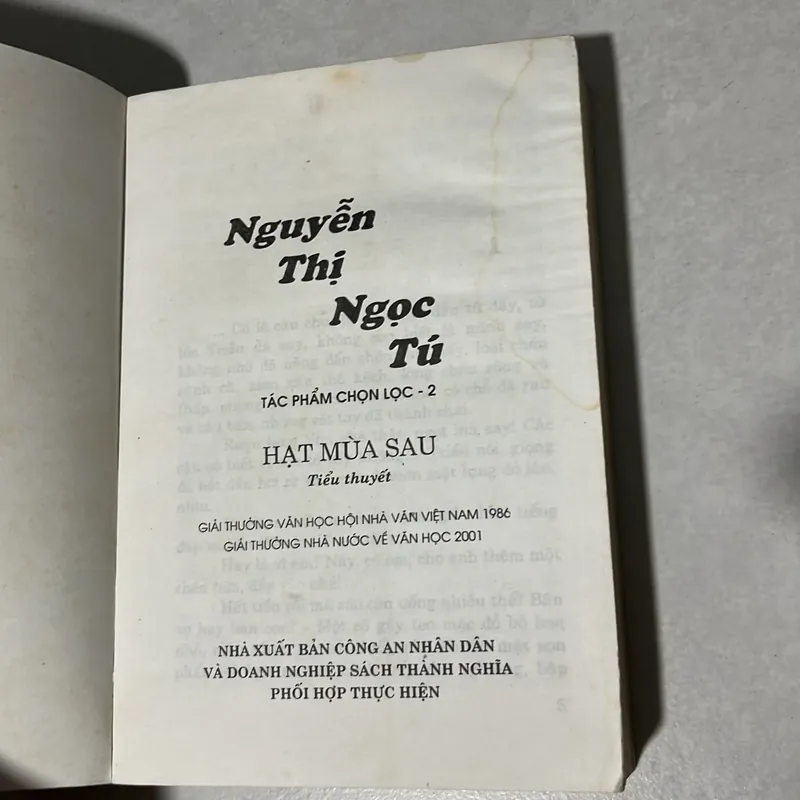 Nguyễn
Thị
Ngọc
Tú
TÁC PHẨM CHỌN LỌC - 2
HẠT MÙA SAU
Tiểu thuyết
GIẢI THƯỞNG VĂN HỌC HỘI NHÀ VĂN VIỆT NAM 1986
GIẢI THƯỞNG NHÀ NƯỚC VỀ VĂN HỌC 2001
NHÀ XUẤT BẢN CÔNG AN NHÂN DÂN
VÀ DOANH NGHIỆP SÁCH THÀNH NGHĨA
PHỐI HỢP THỰC HIỆN